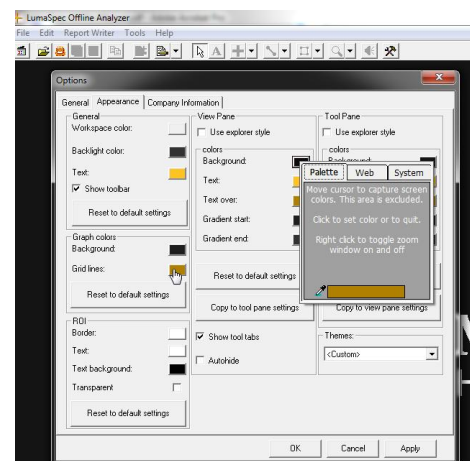 LumaSpec Offline Analyzer
File Edit Report Writer Tools Help
Options
General Appearance Company Information
General
Workspace color:
Backlight color:
Text:
Show toolbar
Reset to default settings
Graph colors
Background:
Grid lines:
Reset to default settings
ROI
Border:
Text:
Text background:
Transparent
Reset to default settings
View Pane
Use explorer style
colors
Background:
Text:
Text over:
Gradient start:
Gradient end:
Reset to default settings
Copy to tool pane settings
Show tool tabs
Autohide
Tool Pane
Use explorer style
colors
Background:
Palette Web System
Move cursor to capture screen
colors. This area is excluded.
Click to set color or to quit.
Right click to toggle zoom
window on and off
Copy to view pane settings
Themes:
<Custom>
OK Cancel Apply